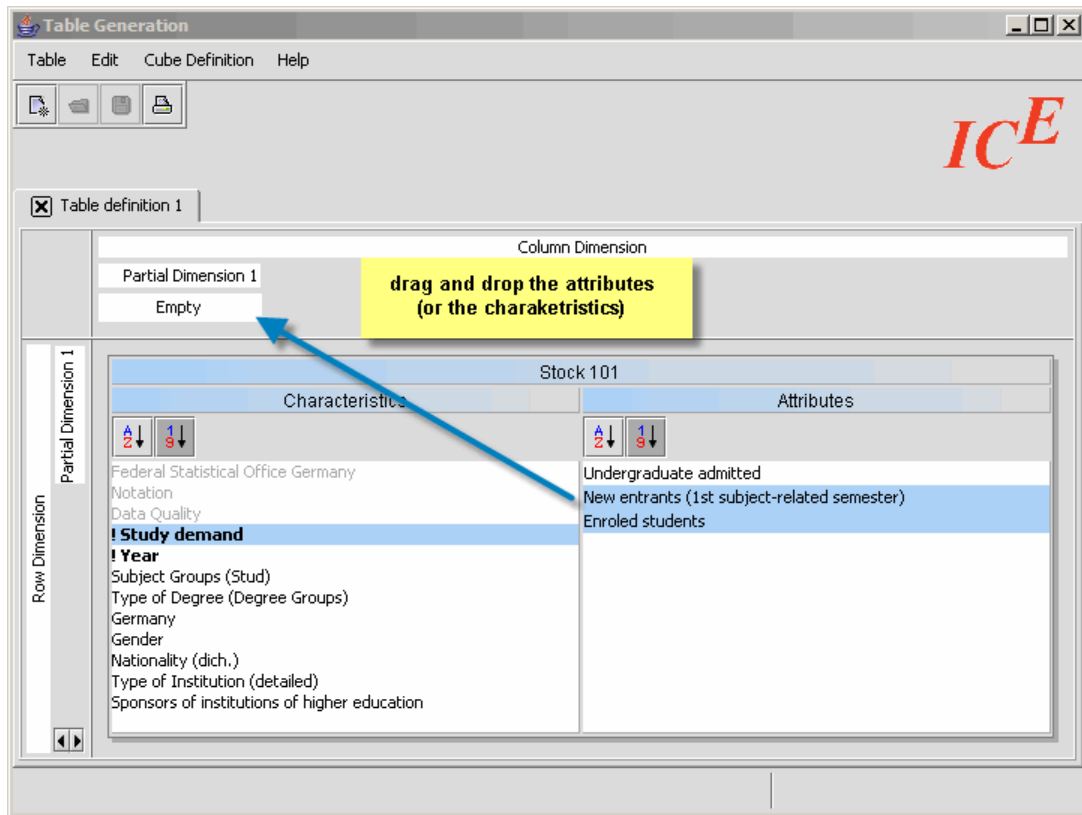 Table Generation
Table Edit Cube Definition Help
ICE
Table definition 1
Column Dimension
Partial Dimension 1
Empty
drag and drop the attributes
(or the charaketristics)
Row Dimension
Partial Dimension 1
Stock 101
Characteristics
Attributes
Federal Statistical Office Germany
Notation
Data Quality
! Study demand
! Year
Subject Groups (Stud)
Type of Degree (Degree Groups)
Germany
Gender
Nationality (dich.)
Type of Institution (detailed)
Sponsors of institutions of higher education
Undergraduate admitted
New entrants (1st subject-related semester)
Enroled students